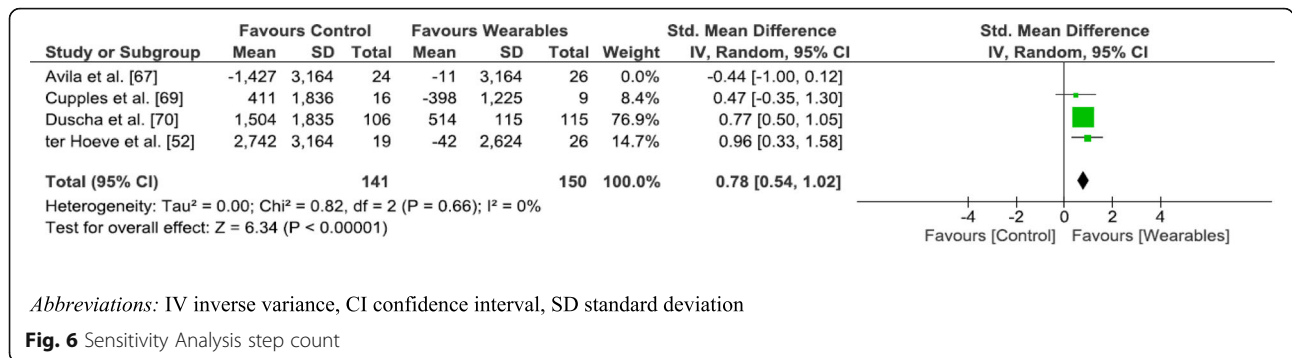 Favours Control Favours Wearables Std. Mean Difference Std. Mean Difference
Study or Subgroup Mean SD Total Mean SD Total Weight IV, Random, 95% CI IV, Random, 95% CI
Avila et al. [67] -1,427 3,164 24 -11 3,164 26 0.0% -0.44 [-1.00, 0.12]
Cupples et al. [69] 411 1,836 16 -398 1,225 9 8.4% 0.47 [-0.35, 1.30]
Duscha et al. [70] 1,504 1,835 106 514 115 115 76.9% 0.77 [0.50, 1.05]
ter Hoeve et al. [52] 2,742 3,164 19 -42 2,624 26 14.7% 0.96 [0.33, 1.58]
Total (95% CI) 141 150 100.0% 0.78 [0.54, 1.02]
Heterogeneity: Tau² = 0.00; Chi² = 0.82, df = 2 (P = 0.66); I² = 0%
Test for overall effect: Z = 6.34 (P < 0.00001)
-4 -2 0 2 4
Favours [Control] Favours [Wearables]
Abbreviations: IV inverse variance, CI confidence interval, SD standard deviation
Fig. 6 Sensitivity Analysis step count